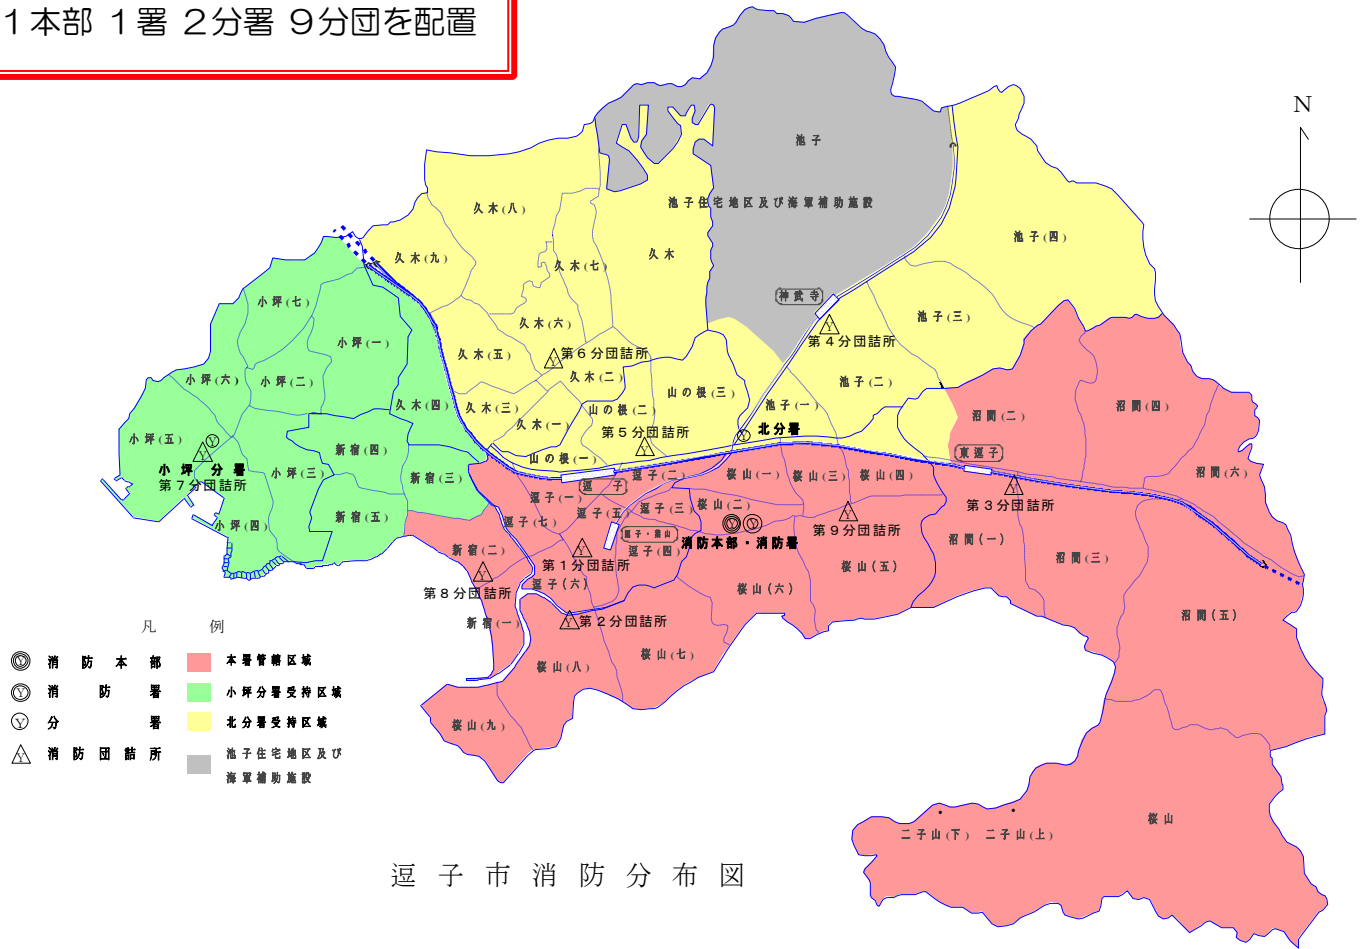 1本部 1署 2分署 9分団を配置
N
池子
池子住宅地区及び海軍補助施設
久木(八)
久木(九)
久木(七)
久木
池子(四)
小坪(七)
神武寺
池子(三)
小坪(一)
久木(六)
第4分団詰所
久木(五)
第6分団詰所
小坪(六)
小坪(二)
久木(二)
池子(二)
山の根(三)
久木(四)
久木(三)
山の根(二)
池子(一)
沼間(二)
沼間(四)
久木(一)
第5分団詰所
北分署
小坪(五)
新宿(四)
山の根(一)
東逗子
小坪 分署
第7分団詰所
小坪(三)
新宿(三)
逗子(二)
桜山(一)
桜山(三)
桜山(四)
沼間(六)
逗子
逗子(一)
逗子(三)
桜山(二)
第3分団詰所
小坪(四)
新宿(五)
逗子(七)
逗子(五)
逗子・葉山
消防本部・消防署
第9分団詰所
沼間(一)
新宿(二)
逗子(四)
沼間(三)
第1分団詰所
桜山(五)
第8分団詰所
逗子(六)
桜山(六)
新宿(一)
第2分団詰所
沼間(五)
桜山(八)
桜山(七)
桜山(九)
桜山
二子山(下)
二子山(上)
凡 例
消防本部
本署管轄区域
消防署
小坪分署受持区域
分署
北分署受持区域
消防団詰所
池子住宅地区及び
海軍補助施設
逗子市消防分布図